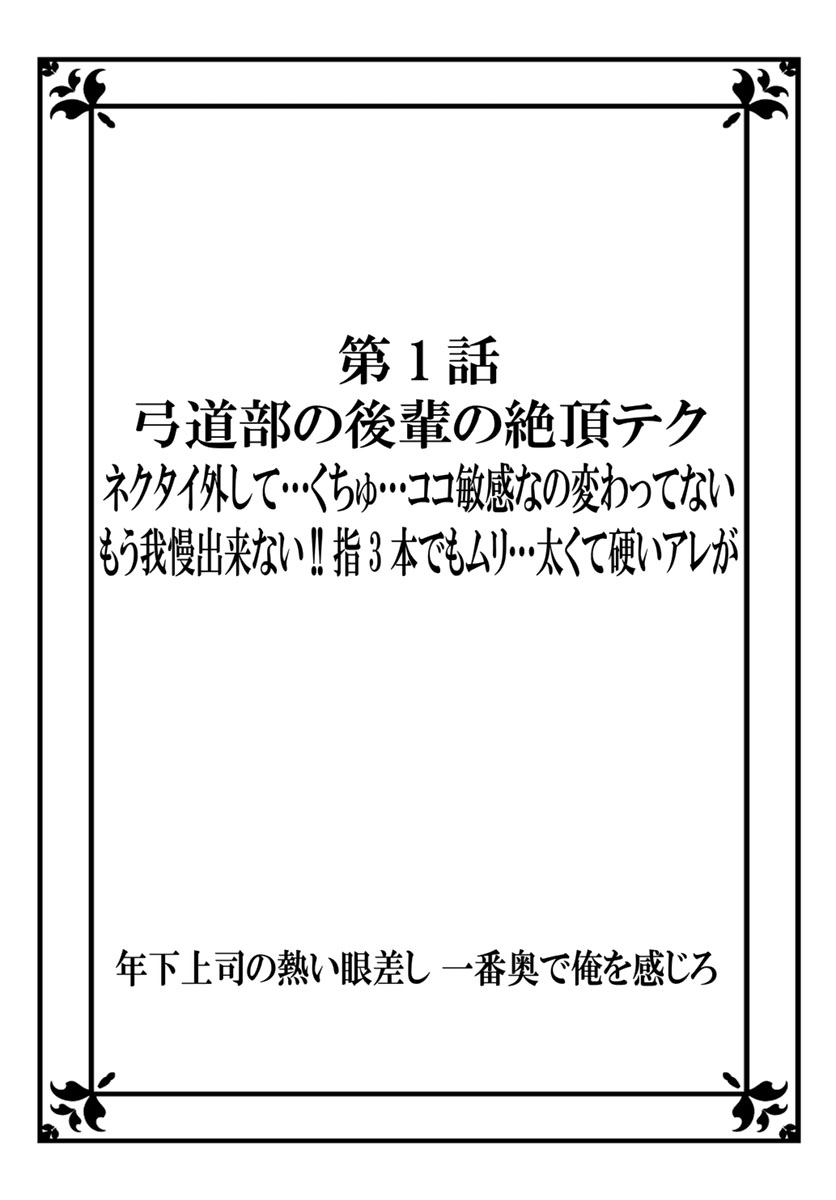 第1話
弓道部の後輩の絶頂テク
ネクタイ外して…くちゅ…ココ敏感なの変わってない
もう我慢出来ない!!指3本でもムリ…太くて硬いアレが
年下上司の熱い眼差し 一番奥で俺を感じろ